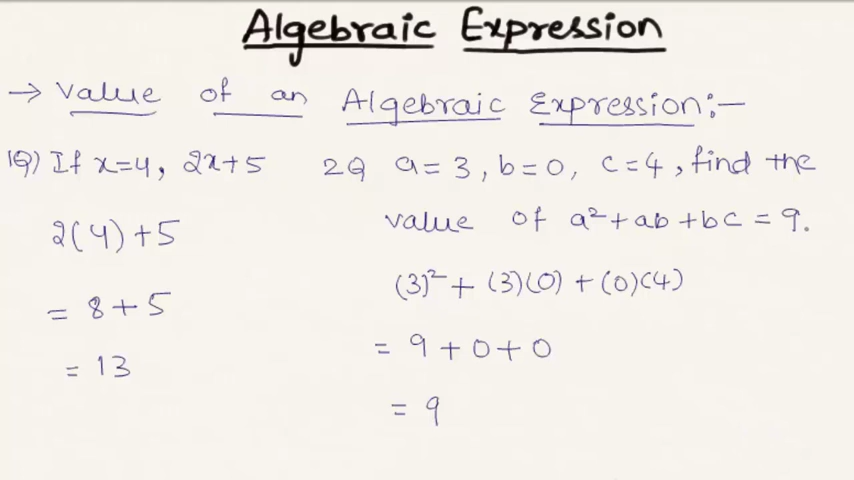 Algebraic Expression
→ Value of an Algebraic Expression:-
1Q) If x=4, 2x+5
2(4)+5
= 8+5
= 13
2Q a=3, b=0, c=4, find the
value of a²+ab+bc = 9.
(3)²+(3)(0)+(0)(4)
= 9+0+0
= 9